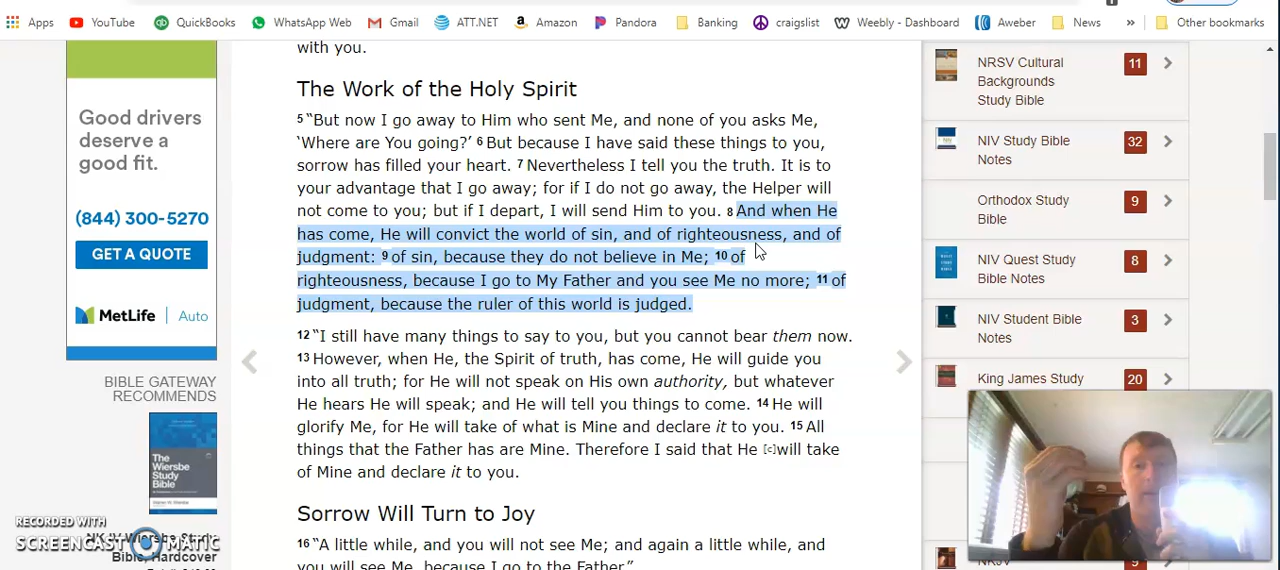 Apps
YouTube
QuickBooks
WhatsApp Web
Gmail
ATT.NET
Amazon
Pandora
Banking
craigslist
Weebly - Dashboard
Aweber
News
»
Other bookmarks
with you.
The Work of the Holy Spirit
5 “But now I go away to Him who sent Me, and none of you asks Me,
‘Where are You going?’ 6 But because I have said these things to you,
sorrow has filled your heart. 7 Nevertheless I tell you the truth. It is to
your advantage that I go away; for if I do not go away, the Helper will
not come to you; but if I depart, I will send Him to you. 8 And when He
has come, He will convict the world of sin, and of righteousness, and of
judgment: 9 of sin, because they do not believe in Me; 10 of
righteousness, because I go to My Father and you see Me no more; 11 of
judgment, because the ruler of this world is judged.
12 “I still have many things to say to you, but you cannot bear them now.
13 However, when He, the Spirit of truth, has come, He will guide you
into all truth; for He will not speak on His own authority, but whatever
He hears He will speak; and He will tell you things to come. 14 He will
glorify Me, for He will take of what is Mine and declare it to you. 15 All
things that the Father has are Mine. Therefore I said that He [c]will take
of Mine and declare it to you.
Sorrow Will Turn to Joy
16 “A little while, and you will not see Me; and again a little while, and
you will see Me, because I go to the Father.”
Good drivers
deserve a
good fit.
(844) 300-5270
GET A QUOTE
MetLife | Auto
BIBLE GATEWAY
RECOMMENDS
The
Wiersbe
Study
Bible
RECORDED WITH
SCREENCAST MATIC
Bible, Hardcover
NRSV Cultural
Backgrounds
Study Bible
11
NIV Study Bible
Notes
32
Orthodox Study
Bible
9
NIV Quest Study
Bible Notes
8
NIV Student Bible
Notes
3
King James Study
20
NKJV
9